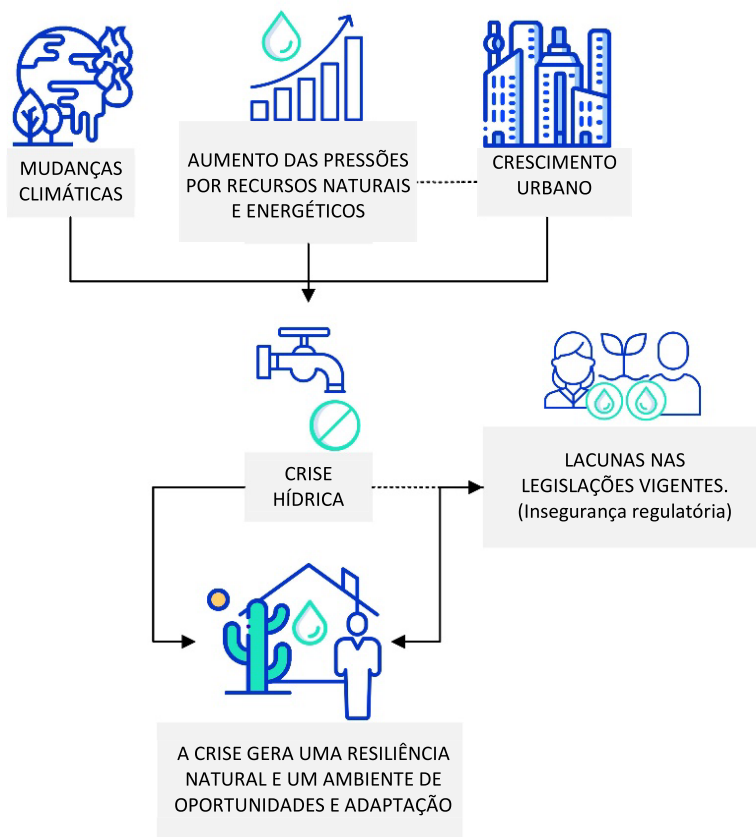 MUDANÇAS
CLIMÁTICAS
AUMENTO DAS PRESSÕES
POR RECURSOS NATURAIS
E ENERGÉTICOS
CRESCIMENTO
URBANO
CRISE
HÍDRICA
LACUNAS NAS
LEGISLAÇÕES VIGENTES.
(Insegurança regulatória)
A CRISE GERA UMA RESILIÊNCIA
NATURAL E UM AMBIENTE DE
OPORTUNIDADES E ADAPTAÇÃO